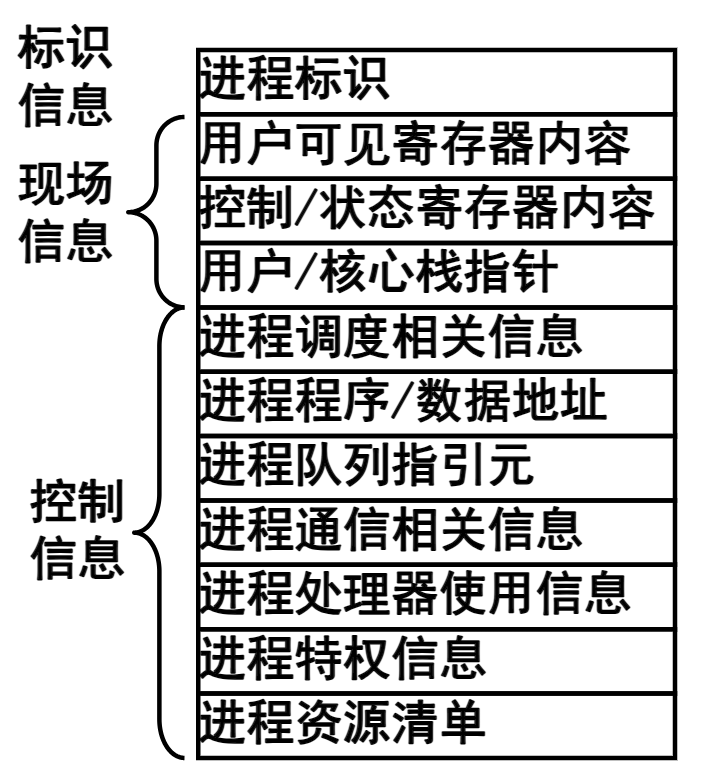 标识
信息
进程标识
现场
信息
用户可见寄存器内容
控制/状态寄存器内容
用户/核心栈指针
控制
信息
进程调度相关信息
进程程序/数据地址
进程队列指引元
进程通信相关信息
进程处理器使用信息
进程特权信息
进程资源清单